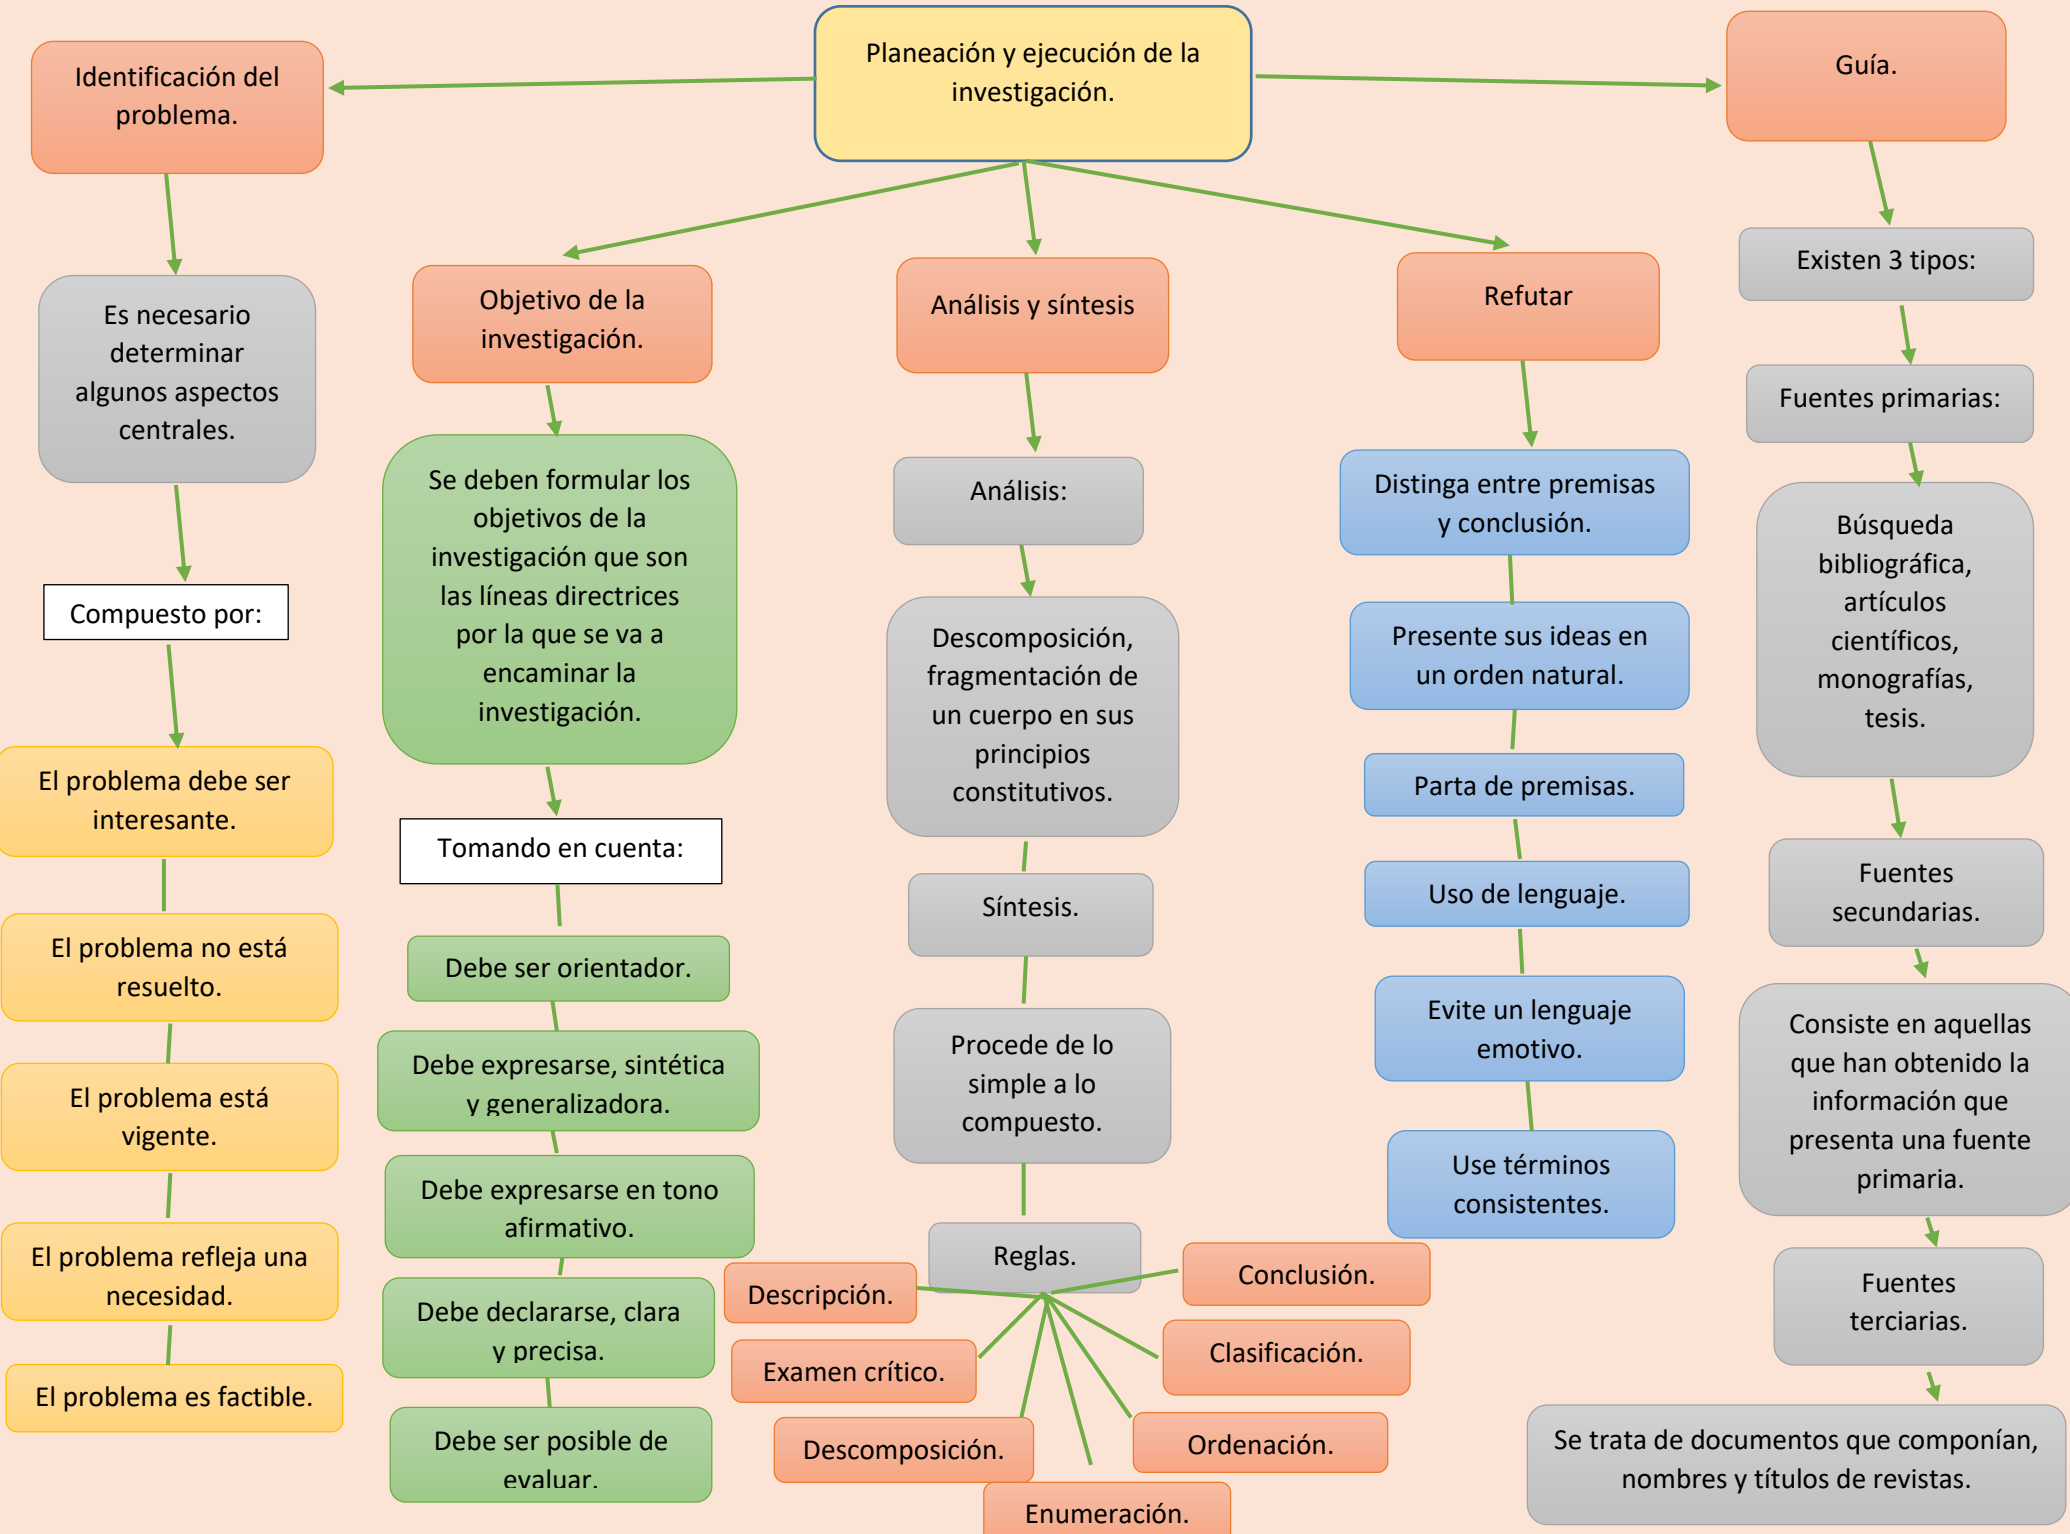 Planeación y ejecución de la
investigación.
Identificación del
problema.
Es necesario
determinar
algunos aspectos
centrales.
Compuesto por:
El problema debe ser
interesante.
El problema no está
resuelto.
El problema está
vigente.
El problema refleja una
necesidad.
El problema es factible.
Objetivo de la
investigación.
Se deben formular los
objetivos de la
investigación que son
las líneas directrices
por la que se va a
encaminar la
investigación.
Tomando en cuenta:
Debe ser orientador.
Debe expresarse, sintética
y generalizadora.
Debe expresarse en tono
afirmativo.
Debe declararse, clara
y precisa.
Debe ser posible de
evaluar.
Análisis y síntesis
Análisis:
Descomposición,
fragmentación de
un cuerpo en sus
principios
constitutivos.
Síntesis.
Procede de lo
simple a lo
compuesto.
Reglas.
Descripción.
Examen crítico.
Descomposición.
Enumeración.
Ordenación.
Clasificación.
Conclusión.
Refutar
Distinga entre premisas
y conclusión.
Presente sus ideas en
un orden natural.
Parta de premisas.
Uso de lenguaje.
Evite un lenguaje
emotivo.
Use términos
consistentes.
Guía.
Existen 3 tipos:
Fuentes primarias:
Búsqueda
bibliográfica,
artículos
científicos,
monografías,
tesis.
Fuentes
secundarias.
Consiste en aquellas
que han obtenido la
información que
presenta una fuente
primaria.
Fuentes
terciarias.
Se trata de documentos que componían,
nombres y títulos de revistas.